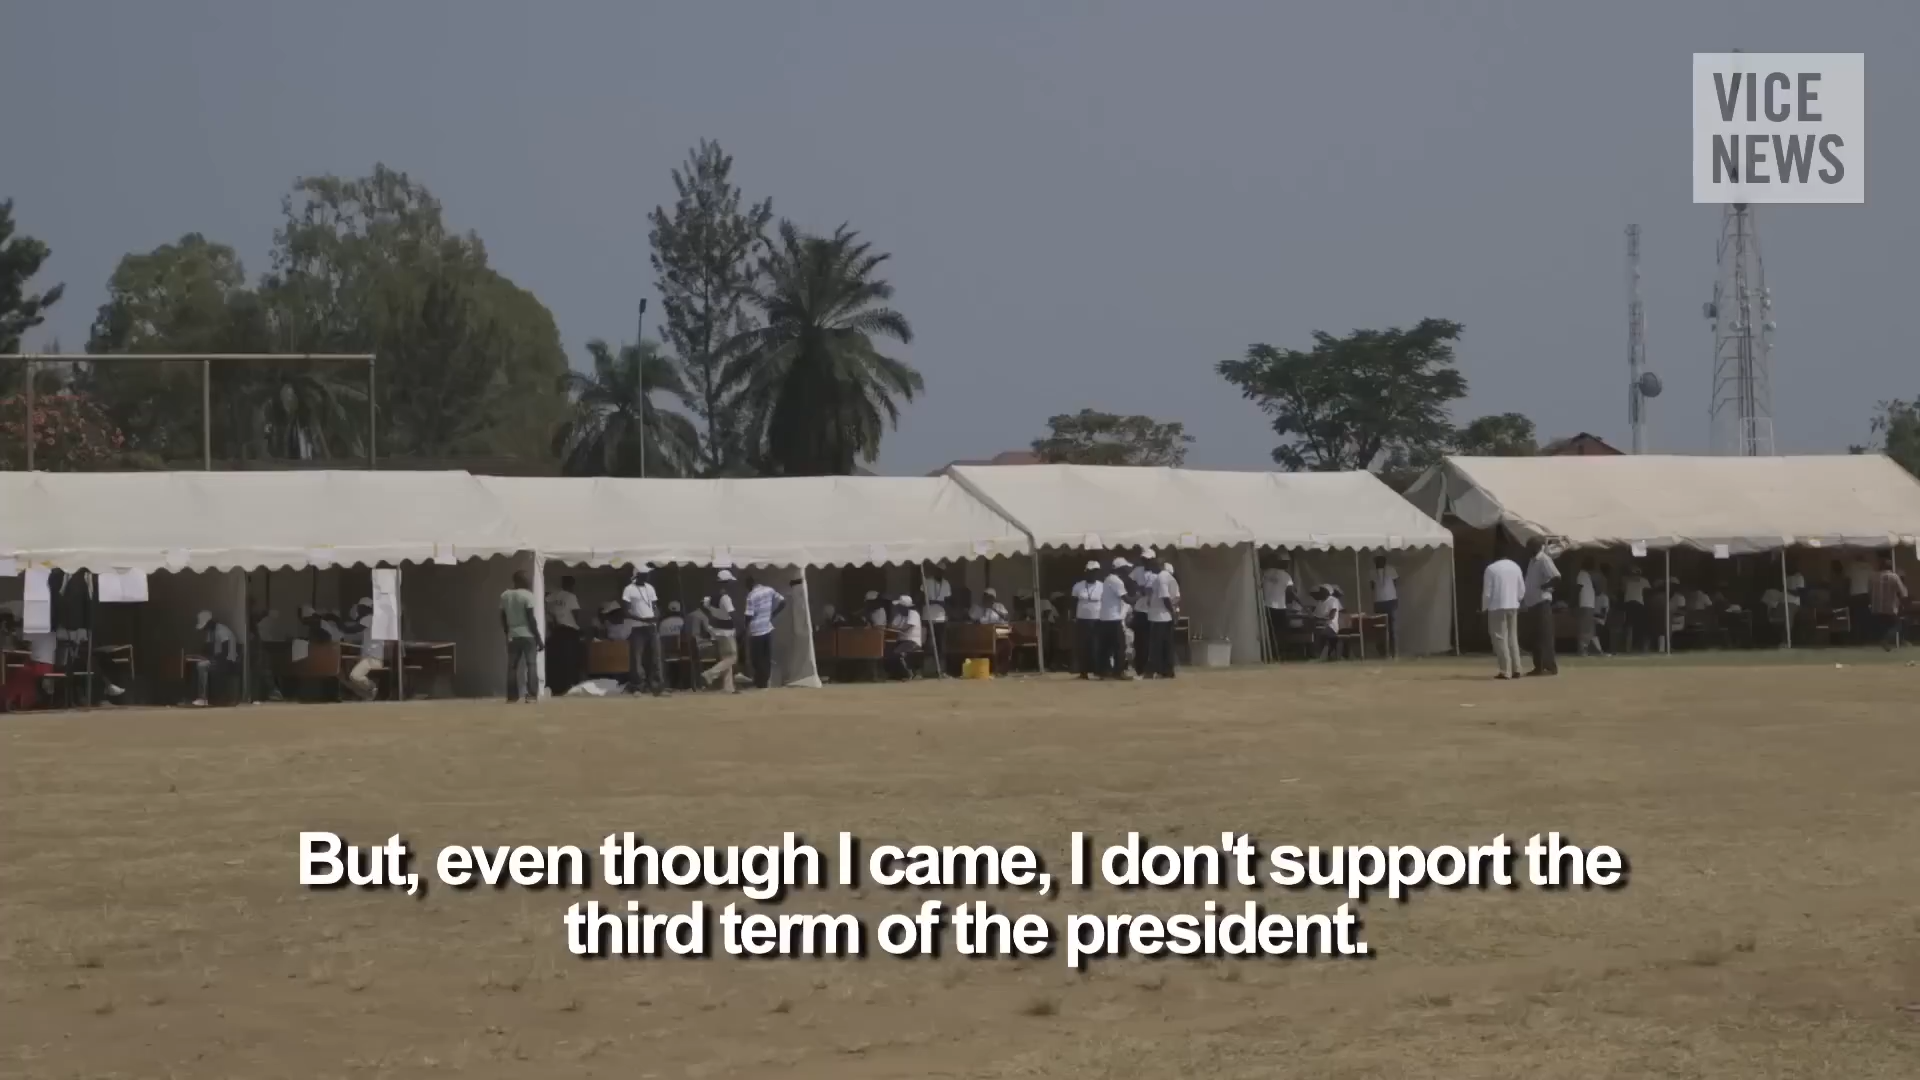 VICE
NEWS
But, even though I came, I don't support the
third term of the president.